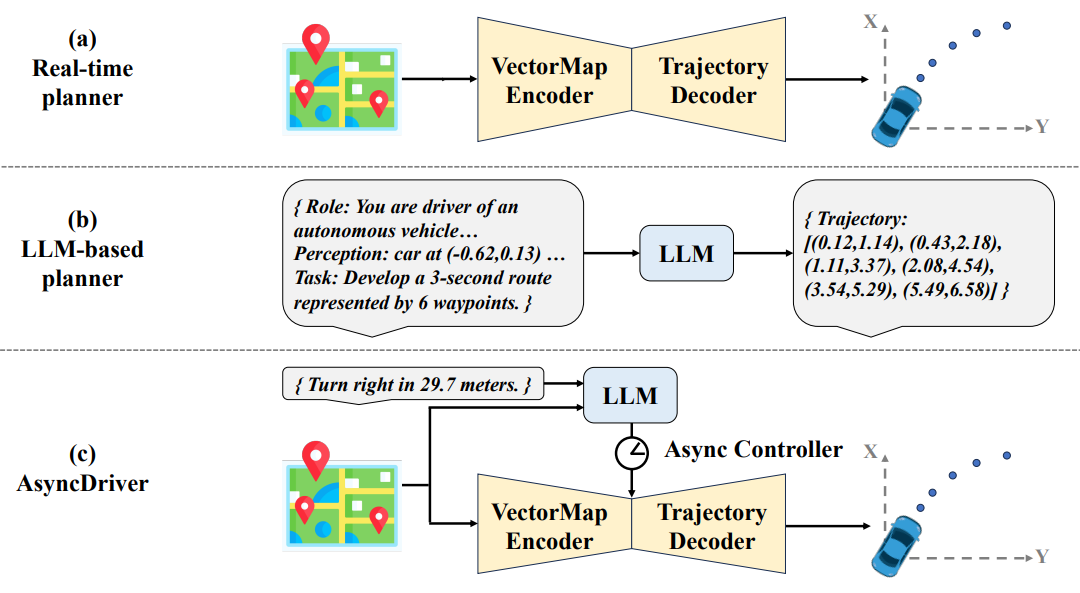 (a)
Real-time
planner
VectorMap
Encoder
Trajectory
Decoder
X
Y
(b)
LLM-based
planner
{ Role: You are driver of an
autonomous vehicle…
Perception: car at (-0.62,0.13) …
Task: Develop a 3-second route
represented by 6 waypoints. }
LLM
{ Trajectory:
[(0.12,1.14), (0.43,2.18),
(1.11,3.37), (2.08,4.54),
(3.54,5.29), (5.49,6.58)] }
(c)
AsyncDriver
{ Turn right in 29.7 meters. }
LLM
Async Controller
VectorMap
Encoder
Trajectory
Decoder
X
Y